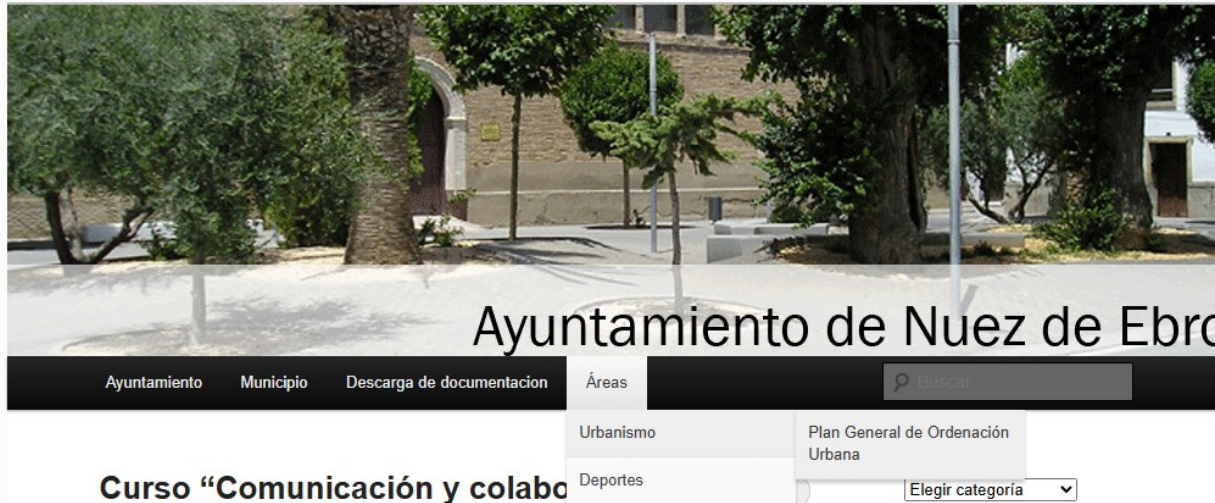 Ayuntamiento de Nuez de Ebro
Ayuntamiento Municipio Descarga de documentacion Áreas Buscar
Urbanismo
Plan General de Ordenación
Urbana
Deportes
Curso “Comunicación y colabo
Elegir categoría